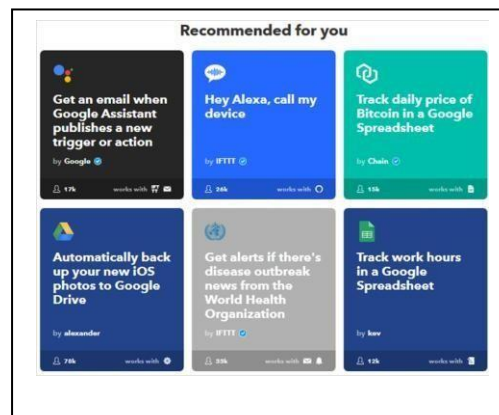 Recommended for you
Get an email when
Google Assistant
publishes a new
trigger or action
by Google
17k
works with
Hey Alexa, call my
device
by IFTTT
26k
works with
Track daily price of
Bitcoin in a Google
Spreadsheet
by Chain
15k
works with
Automatically back
up your new iOS
photos to Google
Drive
by alexander
78k
works with
Get alerts if there's
disease outbreak
news from the
World Health
Organization
by IFTTT
works with
Track work hours
in a Google
Spreadsheet
by kev
12k
works with